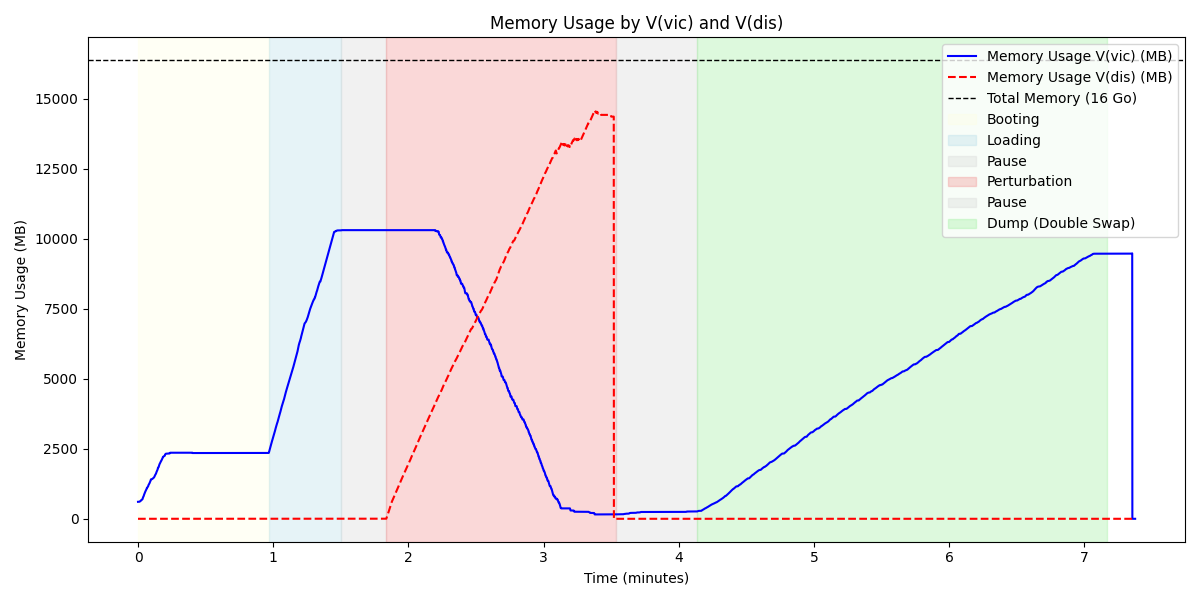 Memory Usage by V(vic) and V(dis)
Memory Usage V(vic) (MB)
Memory Usage V(dis) (MB)
Total Memory (16 Go)
Booting
Loading
Pause
Perturbation
Pause
Dump (Double Swap)
Memory Usage (MB)
15000
12500
10000
7500
5000
2500
0
0 1 2 3 4 5 6 7
Time (minutes)